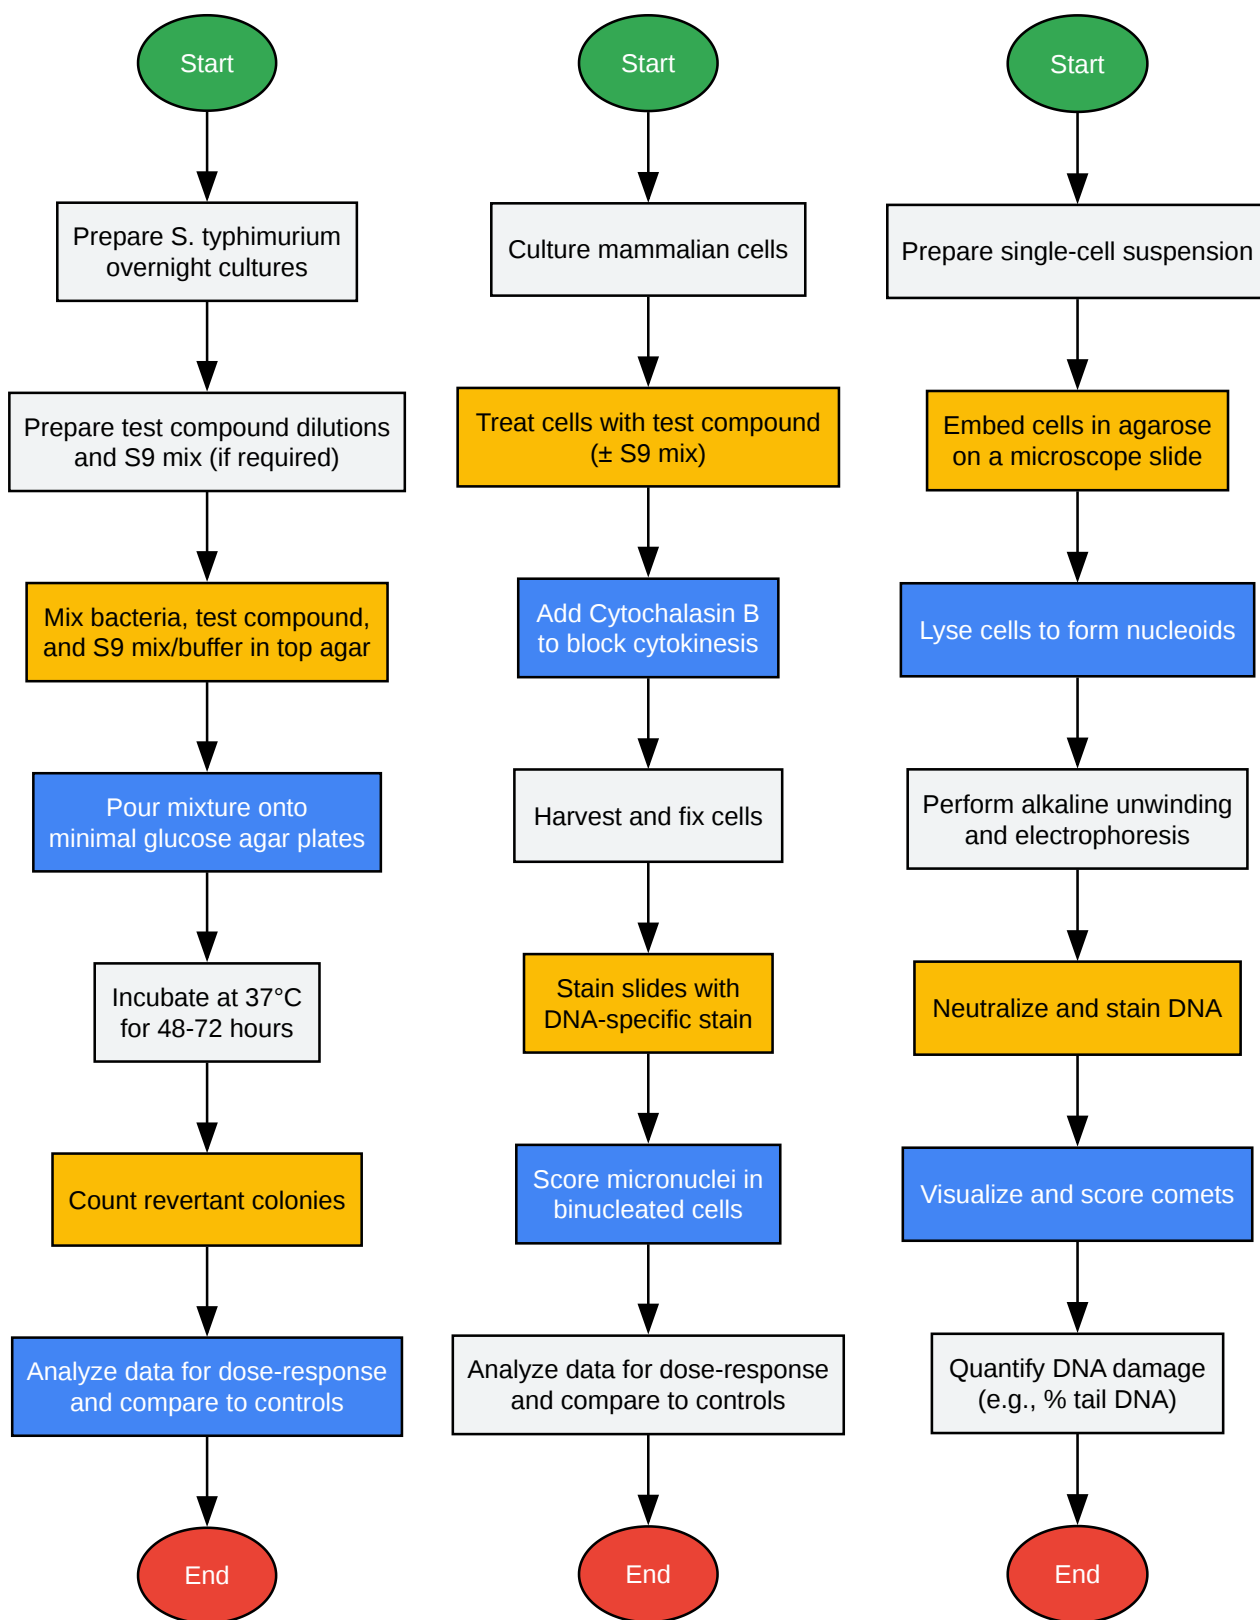 Start
Prepare S. typhimurium
overnight cultures
Prepare test compound dilutions
and S9 mix (if required)
Mix bacteria, test compound,
and S9 mix/buffer in top agar
Pour mixture onto
minimal glucose agar plates
Incubate at 37°C
for 48-72 hours
Count revertant colonies
Analyze data for dose-response
and compare to controls
End
Start
Culture mammalian cells
Treat cells with test compound
(± S9 mix)
Add Cytochalasin B
to block cytokinesis
Harvest and fix cells
Stain slides with
DNA-specific stain
Score micronuclei in
binucleated cells
Analyze data for dose-response
and compare to controls
End
Start
Prepare single-cell suspension
Embed cells in agarose
on a microscope slide
Lyse cells to form nucleoids
Perform alkaline unwinding
and electrophoresis
Neutralize and stain DNA
Visualize and score comets
Quantify DNA damage
(e.g., % tail DNA)
End